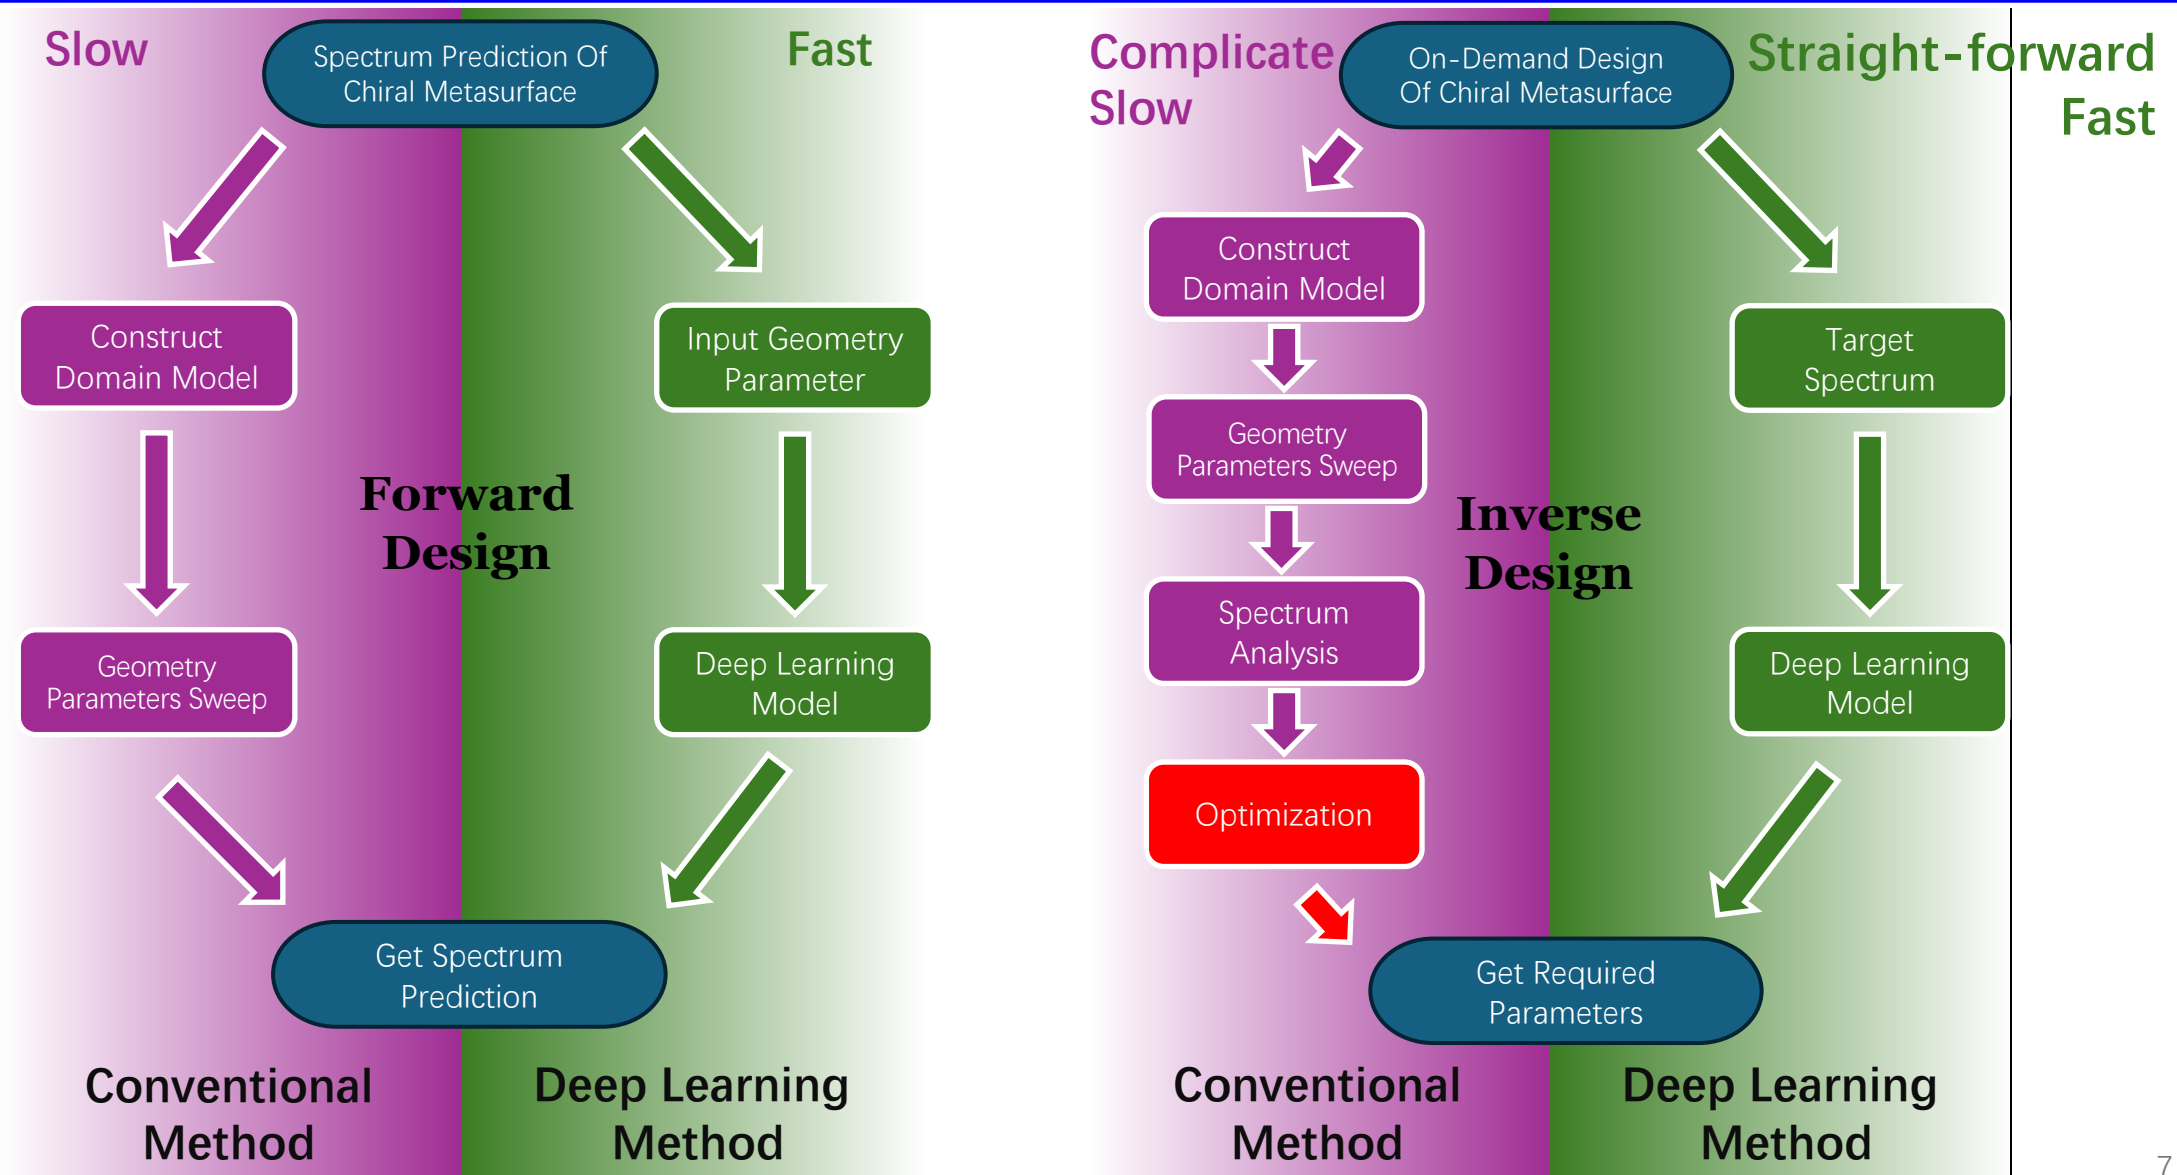 Slow
Spectrum Prediction Of
Chiral Metasurface
Fast
Construct
Domain Model
Input Geometry
Parameter
Forward
Design
Geometry
Parameters Sweep
Deep Learning
Model
Get Spectrum
Prediction
Conventional
Method
Deep Learning
Method
Complicate
Slow
On-Demand Design
Of Chiral Metasurface
Straight-forward
Fast
Construct
Domain Model
Geometry
Parameters Sweep
Spectrum
Analysis
Optimization
Inverse
Design
Target
Spectrum
Deep Learning
Model
Get Required
Parameters
Conventional
Method
Deep Learning
Method
7